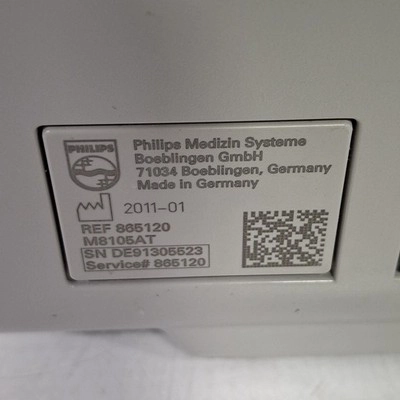 PHILIPS
Philips Medizin Systeme
Boeblingen GmbH
71034 Boeblingen, Germany
Made in Germany
2011-01
REF 865120
M8105AT
SN DE91305523
Service# 865120